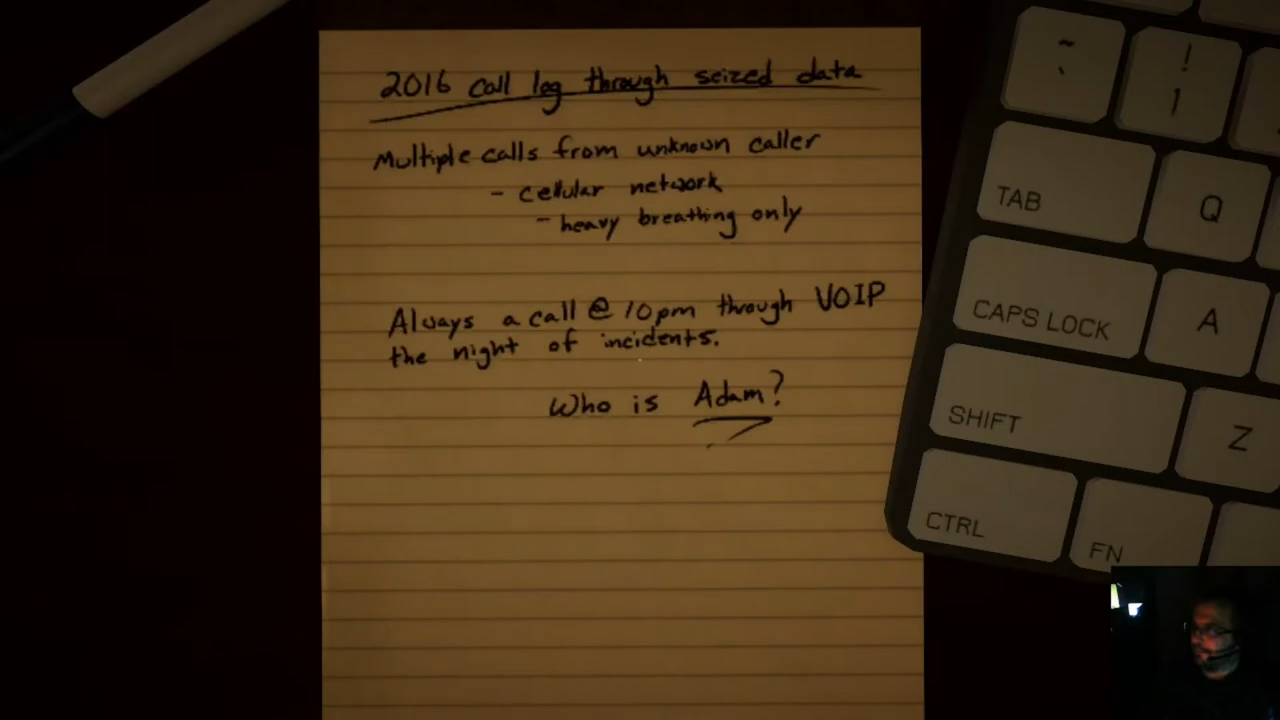 2016 call log through seized data
Multiple calls from unknown caller
- cellular network
- heavy breathing only
Always a call @ 10pm through VOIP
the night of incidents.
Who is Adam?
~
`
!
1
TAB
Q
CAPS LOCK
A
SHIFT
Z
CTRL
FN